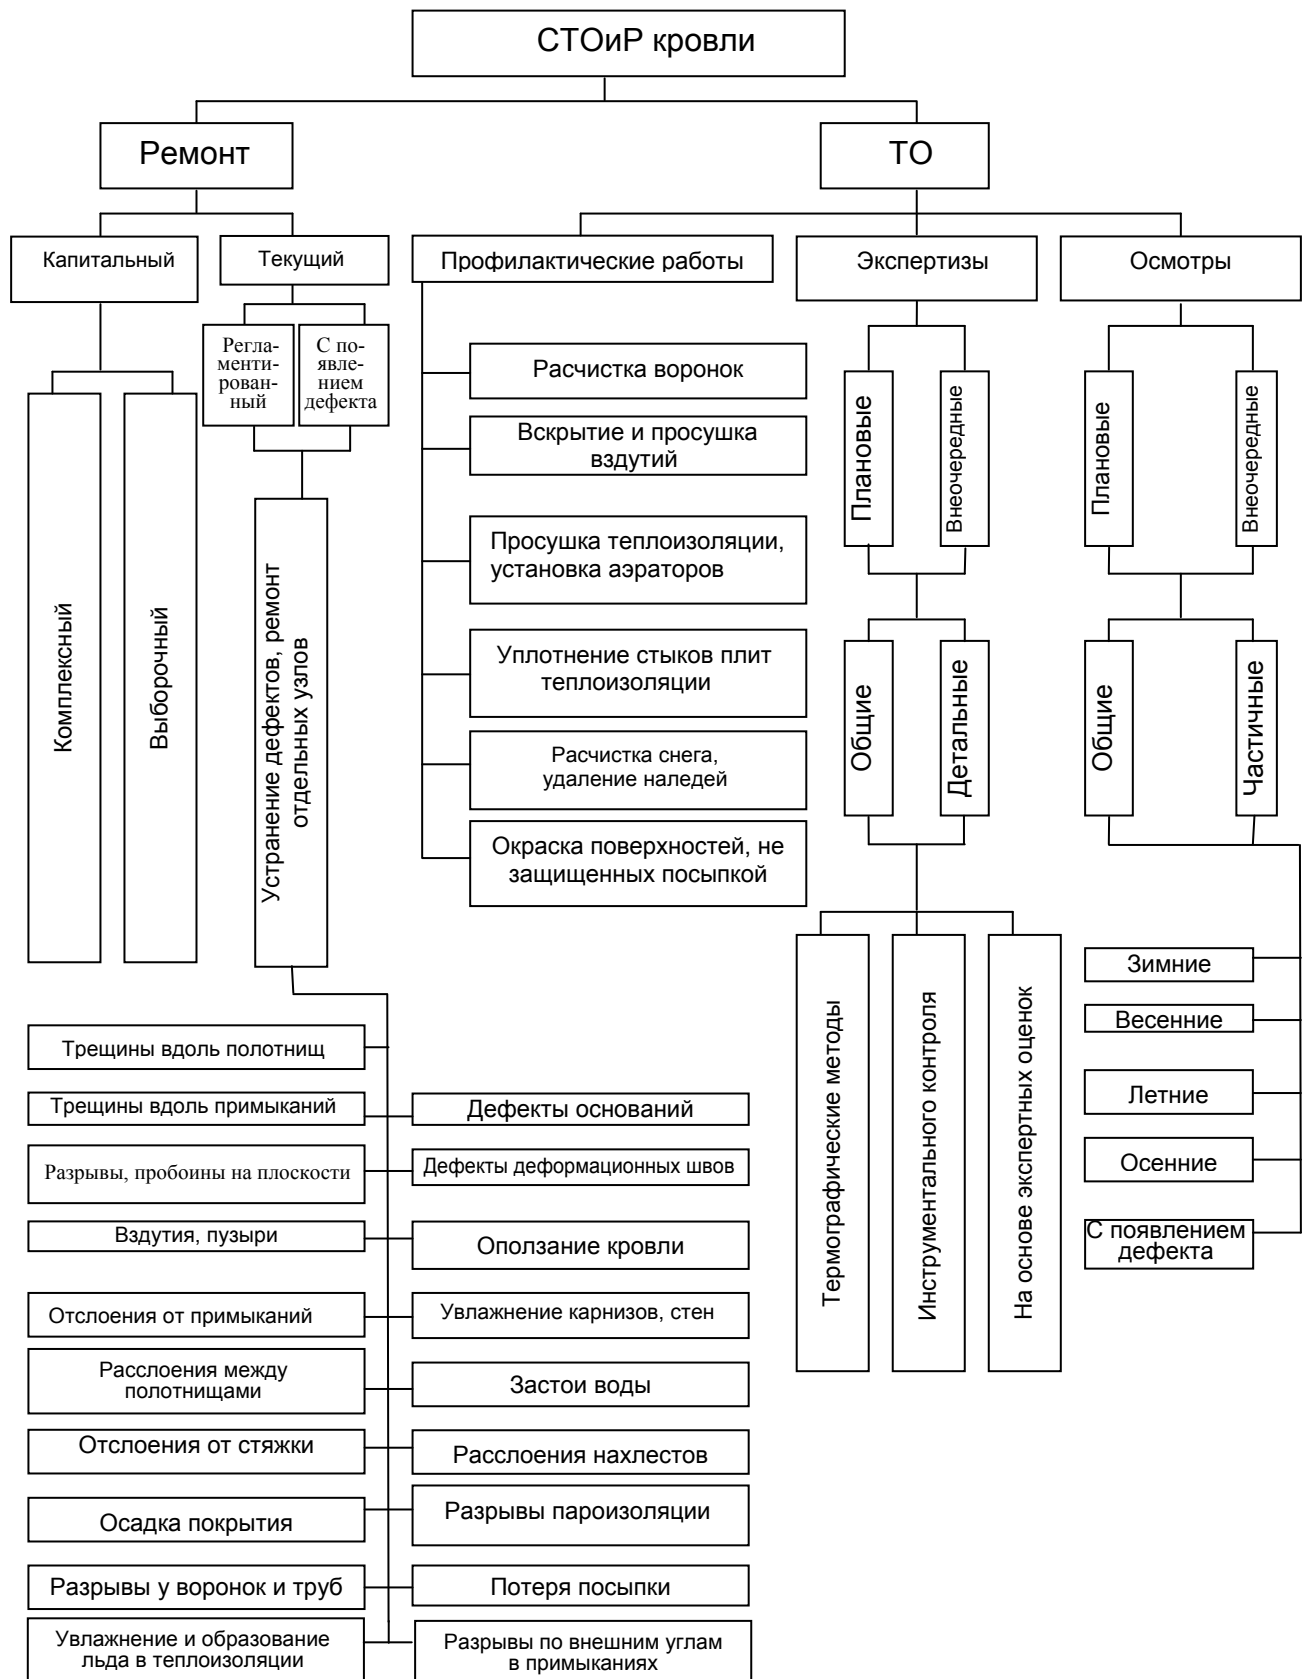 СТОиР кровли
Ремонт
ТО
Капитальный
Текущий
Профилактические работы
Экспертизы
Осмотры
Регла-
менти-
рован-
ный
С по-
явле-
нием
дефекта
Комплексный
Выборочный
Устранение дефектов, ремонт
отдельных узлов
Расчистка воронок
Вскрытие и просушка
вздутий
Просушка теплоизоляции,
установка аэраторов
Уплотнение стыков плит
теплоизоляции
Расчистка снега,
удаление наледей
Окраска поверхностей, не
защищенных посыпкой
Плановые
Внеочередные
Общие
Детальные
Термографические методы
Инструментального контроля
На основе экспертных оценок
Плановые
Внеочередные
Общие
Частичные
Зимние
Весенние
Летние
Осенние
С появлением
дефекта
Трещины вдоль полотнищ
Трещины вдоль примыканий
Дефекты оснований
Разрывы, пробоины на плоскости
Дефекты деформационных швов
Вздутия, пузыри
Оползание кровли
Отслоения от примыканий
Увлажнение карнизов, стен
Расслоения между
полотнищами
Застои воды
Отслоения от стяжки
Расслоения нахлестов
Осадка покрытия
Разрывы пароизоляции
Разрывы у воронок и труб
Потеря посыпки
Увлажнение и образование
льда в теплоизоляции
Разрывы по внешним углам
в примыканиях